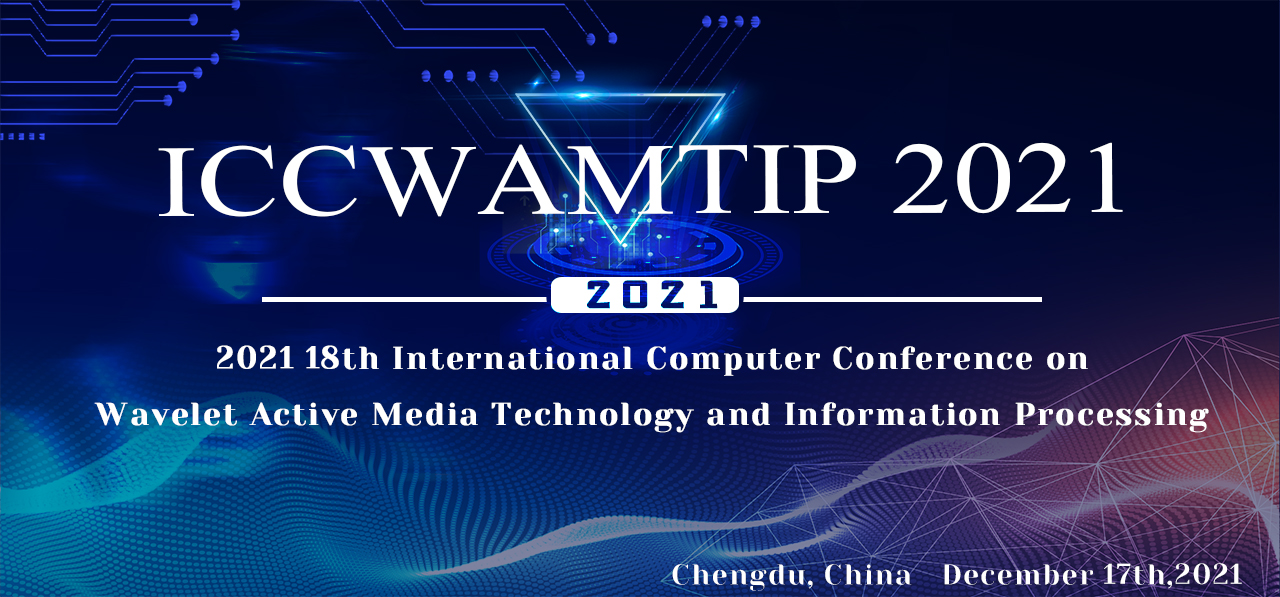 ICCWAMTIP 2021
2021
2021 18th International Computer Conference on
Wavelet Active Media Technology and Information Processing
Chengdu, China December 17th,2021